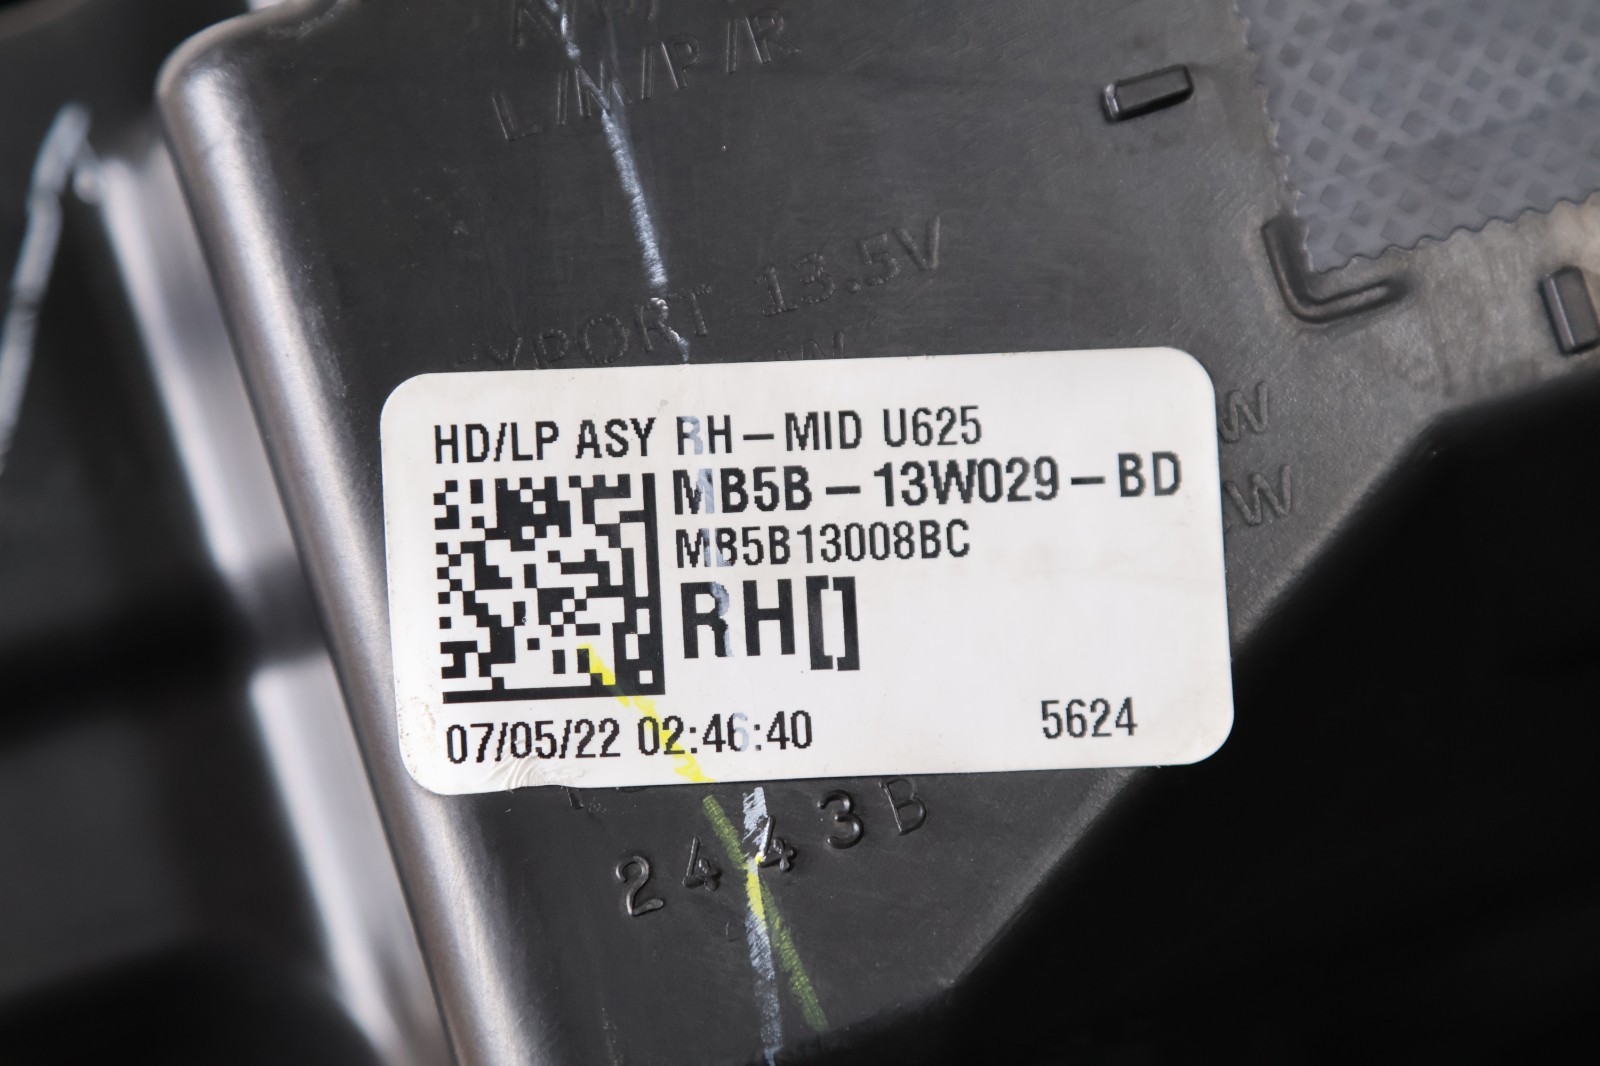 L/M/P/R
EXPORT 13.5V
HD/LP ASY RH-MID U625
MB5B-13W029-BD
MB5B13008BC
RH[]
07/05/22 02:46:40 5624
2443B